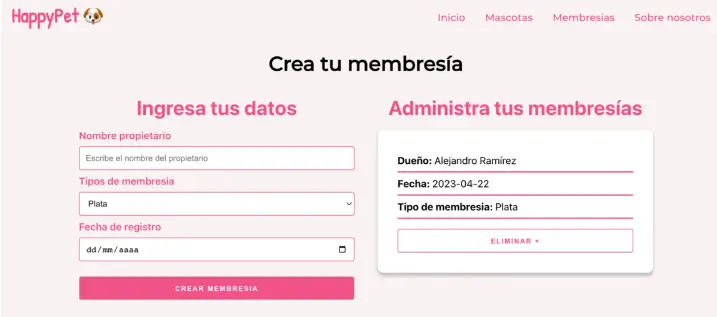 HappyPet
Inicio Mascotas Membresias Sobre nosotros
Crea tu membresía
Ingresa tus datos
Nombre propietario
Escribe el nombre del propietario
Tipos de membresia
Plata
Fecha de registro
dd/mm/aaaa
CREAR MEMBRESIA
Administra tus membresías
Dueño: Alejandro Ramírez
Fecha: 2023-04-22
Tipo de membresia: Plata
ELIMINAR ×